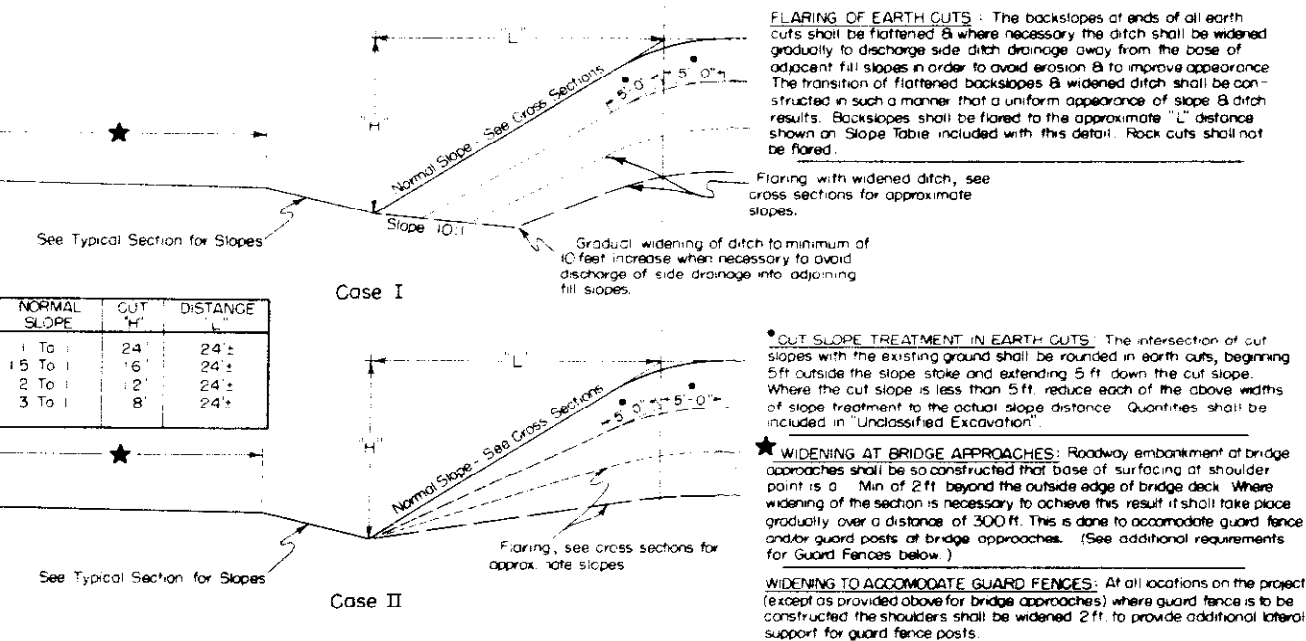 "L"
"H"
Normal Slope - See Cross Sections
5'-0"
5'-0"
See Typical Section for Slopes
Slope 10:1
Flaring with widened ditch, see
cross sections for approximate
slopes.
Gradual widening of ditch to minimum of
10 feet increase when necessary to avoid
discharge of side drainage into adjoining
fill slopes.
Case I
FLARING OF EARTH CUTS : The backslopes at ends of all earth
cuts shall be flattened & where necessary the ditch shall be widened
gradually to discharge side ditch drainage away from the base of
adjacent fill slopes in order to avoid erosion & to improve appearance
The transition of flattened backslopes & widened ditch shall be con-
structed in such a manner that a uniform appearance of slope & ditch
results. Backslopes shall be flared to the approximate "L" distance
shown on Slope Table included with this detail. Rock cuts shall not
be flared.
NORMAL SLOPE CUT "H" DISTANCE "L"
1 To 1 24' 24'±
1.5 To 1 16' 24'±
2 To 1 12' 24'±
3 To 1 8' 24'±
"L"
"H"
Normal Slope - See Cross Sections
5'-0"
5'-0"
See Typical Section for Slopes
Flaring, see cross sections for
slopes
Case II
CUT SLOPE TREATMENT IN EARTH CUTS: The intersection of cut
slopes with the existing ground shall be rounded in earth cuts, beginning
5ft outside the slope stake and extending 5 ft down the cut slope.
Where the cut slope is less than 5 ft. reduce each of the above widths
of slope treatment to the actual slope distance Quantities shall be
included in "Unclassified Excavation".
WIDENING AT BRIDGE APPROACHES: Roadway embankment at bridge
approaches shall be so constructed that base of surfacing at shoulder
point is a Min of 2 ft beyond the outside edge of bridge deck Where
widening of the section is necessary to achieve this result it shall take place
gradually over a distance of 300 ft. This is done to accomodate guard fence
and/or guard posts at bridge approaches. (See additional requirements
for Guard Fences below.)
WIDENING TO ACCOMODATE GUARD FENCES: At all locations on the project
(except as provided above for bridge approaches) where guard fence is to be
constructed the shoulders shall be widened 2 ft. to provide additional lateral
support for guard fence posts.